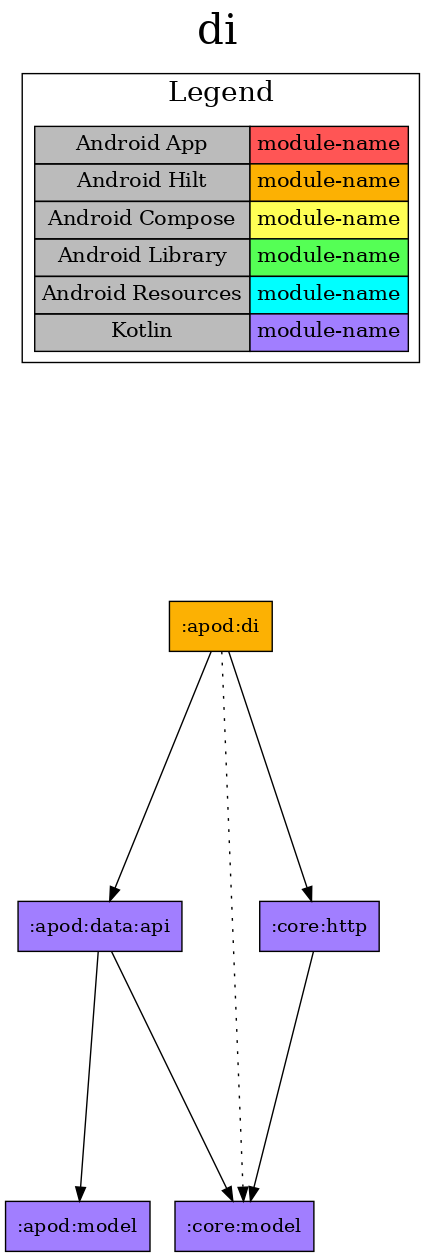 di
Legend
Android App module-name
Android Hilt module-name
Android Compose module-name
Android Library module-name
Android Resources module-name
Kotlin module-name
:apod:di
:apod:data:api :core:http
:apod:model :core:model